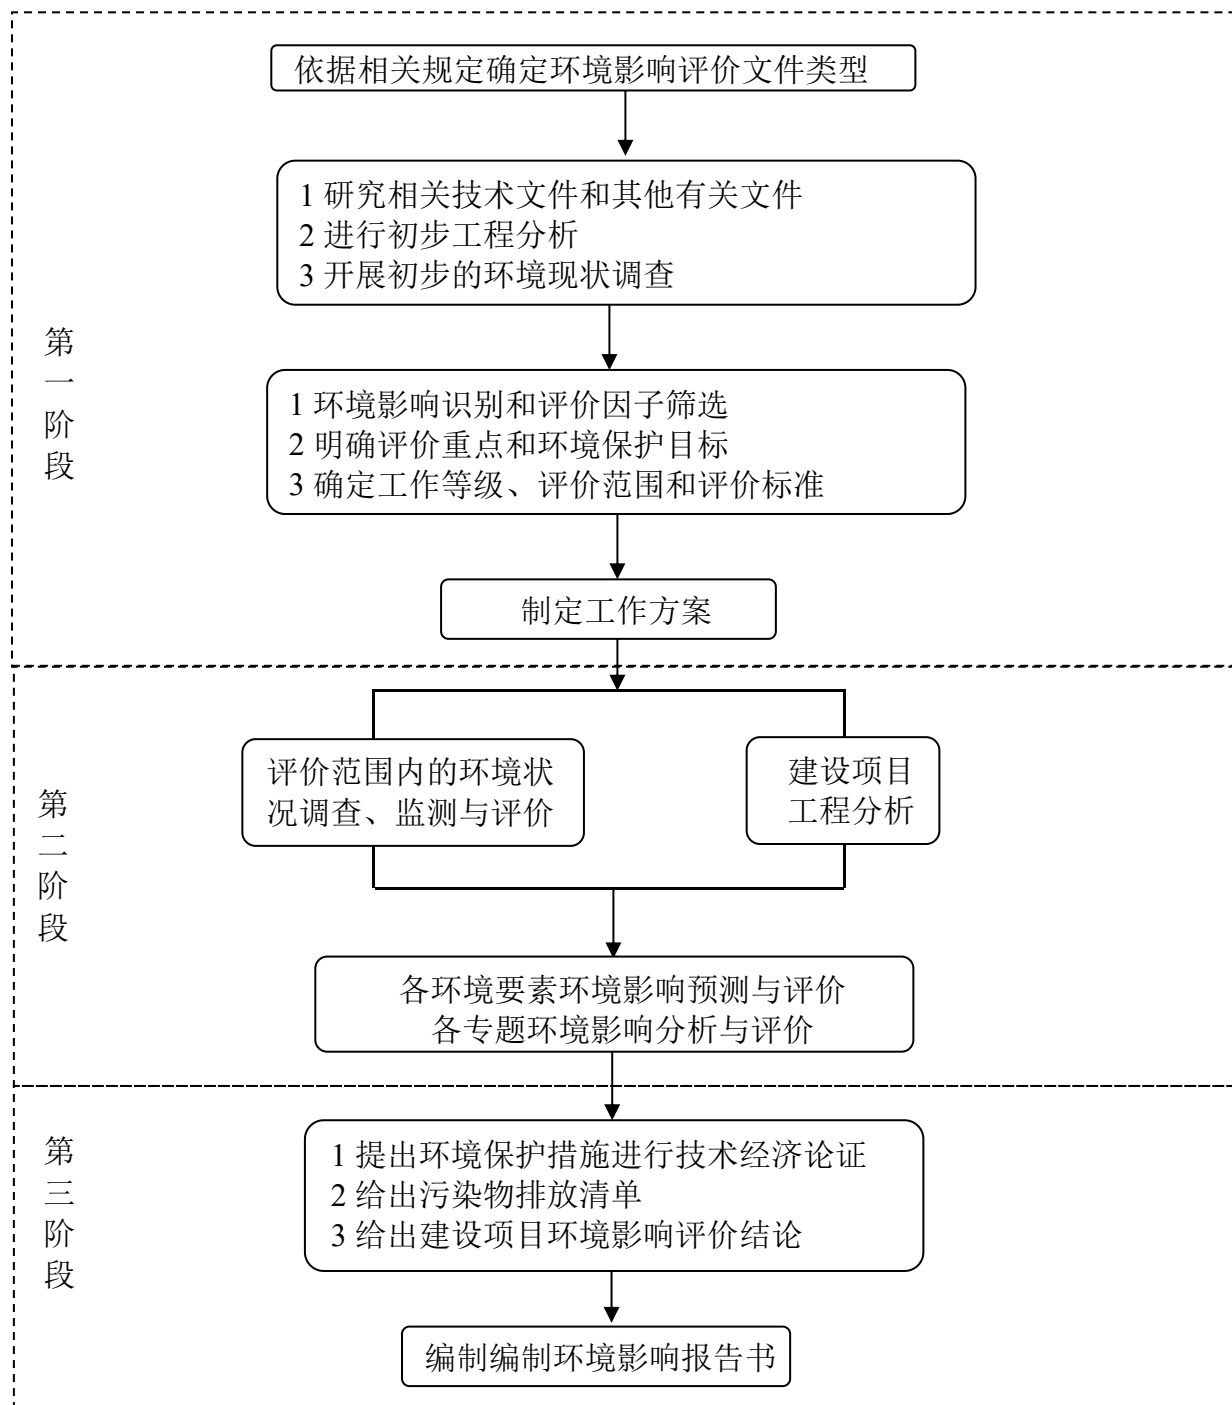 依据相关规定确定环境影响评价文件类型
1 研究相关技术文件和其他有关文件
2 进行初步工程分析
3 开展初步的环境现状调查
第一阶段
1 环境影响识别和评价因子筛选
2 明确评价重点和环境保护目标
3 确定工作等级、评价范围和评价标准
制定工作方案
第二阶段
评价范围内的环境状
况调查、监测与评价
建设项目
工程分析
各环境要素环境影响预测与评价
各专题环境影响分析与评价
第三阶段
1 提出环境保护措施进行技术经济论证
2 给出污染物排放清单
3 给出建设项目环境影响评价结论
编制编制环境影响报告书